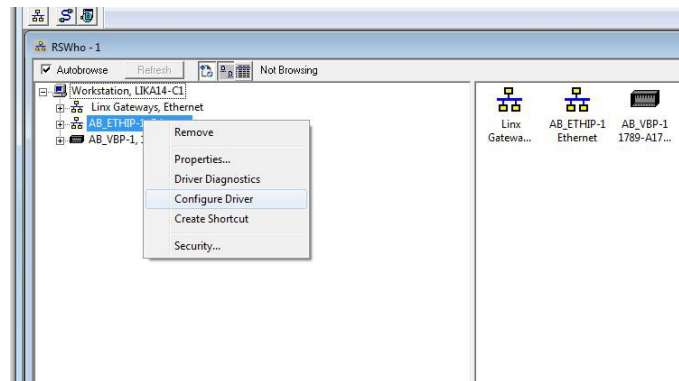 RSWho - 1
Autobrowse Refresh Not Browsing
Workstation, LIKA14-C1
Linx Gateways, Ethernet
AB_ETHIP-1,
AB_VBP-1,
Remove
Properties...
Driver Diagnostics
Configure Driver
Create Shortcut
Security...
Linx
Gatewa...
AB_ETHIP-1
Ethernet
AB_VBP-1
1789-A17...